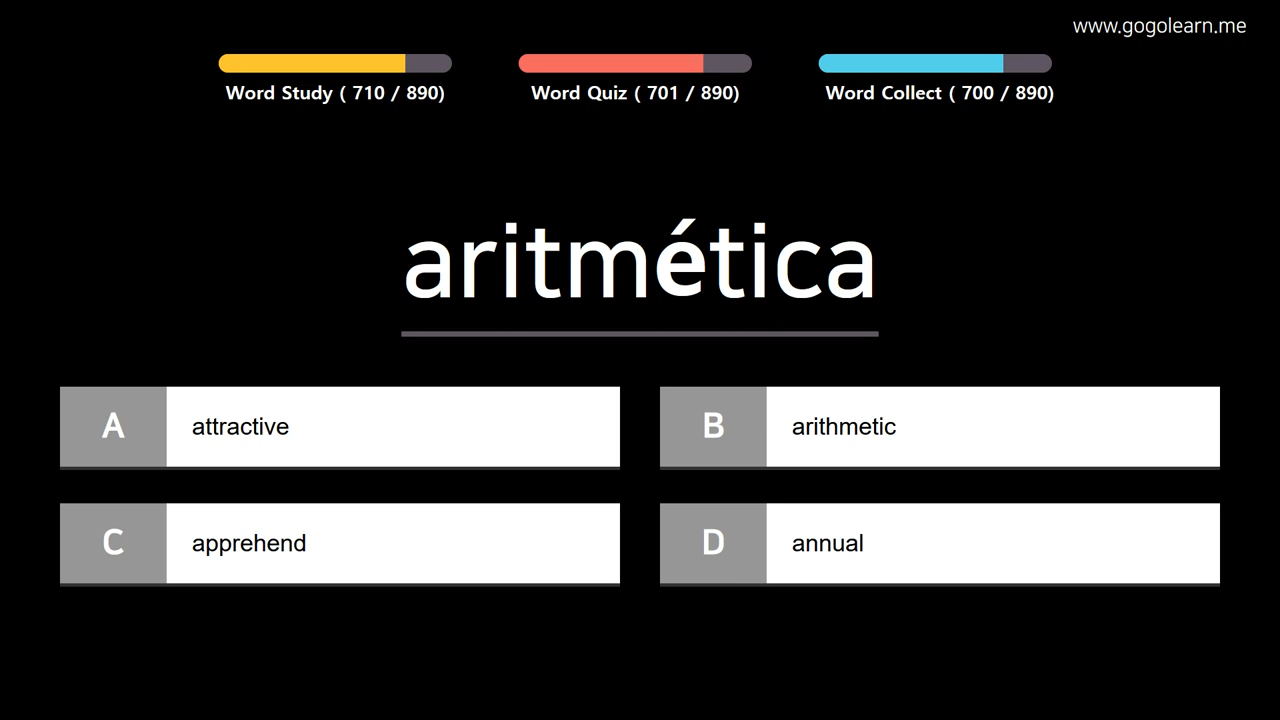 www.gogolearn.me
Word Study ( 710 / 890)
Word Quiz ( 701 / 890)
Word Collect ( 700 / 890)
aritmética
A
attractive
B
arithmetic
C
apprehend
D
annual